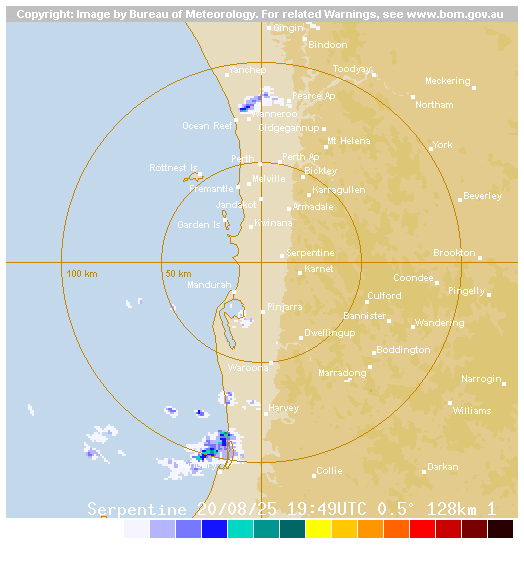 Copyright: Image by Bureau of Meteorology. For related Warnings, see www.bom.gov.au
Gingin
Bindoon
Yanchep
Toodyay
Meckering
Pearce Ap
Northam
Wanneroo
Ocean Reef
Gidgegannup
Mt Helena
York
Perth
Perth Ap
Rottnest Is
Bickley
Melville
Fremantle
Karragullen
Beverley
Jandakot
Armadale
Garden Is
Kwinana
Serpentine
Brookton
100 km
50 km
Karnet
Coondee
Mandurah
Pingelly
Cufford
Pinjarra
Bannister
Wandering
Dwellingup
Boddington
Waroona
Marradong
Narrogin
Harvey
Williams
Collie
Darkan
Serpentine 20/08/25 19:49UTC 0.5° 128km 1